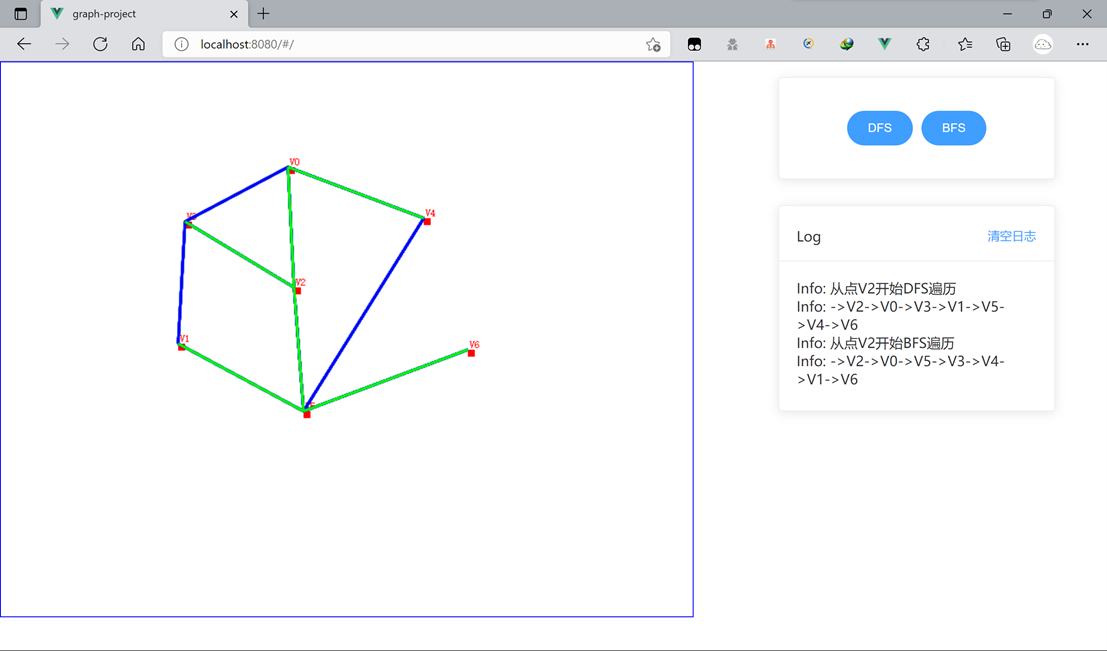 graph-project
localhost:8080/#/
DFS
BFS
Log
清空日志
Info: 从点V2开始DFS遍历
Info: ->V2->V0->V3->V1->V5-
>V4->V6
Info: 从点V2开始BFS遍历
Info: ->V2->V0->V5->V3->V4-
>V1->V6
V0
V4
V2
V1
V6